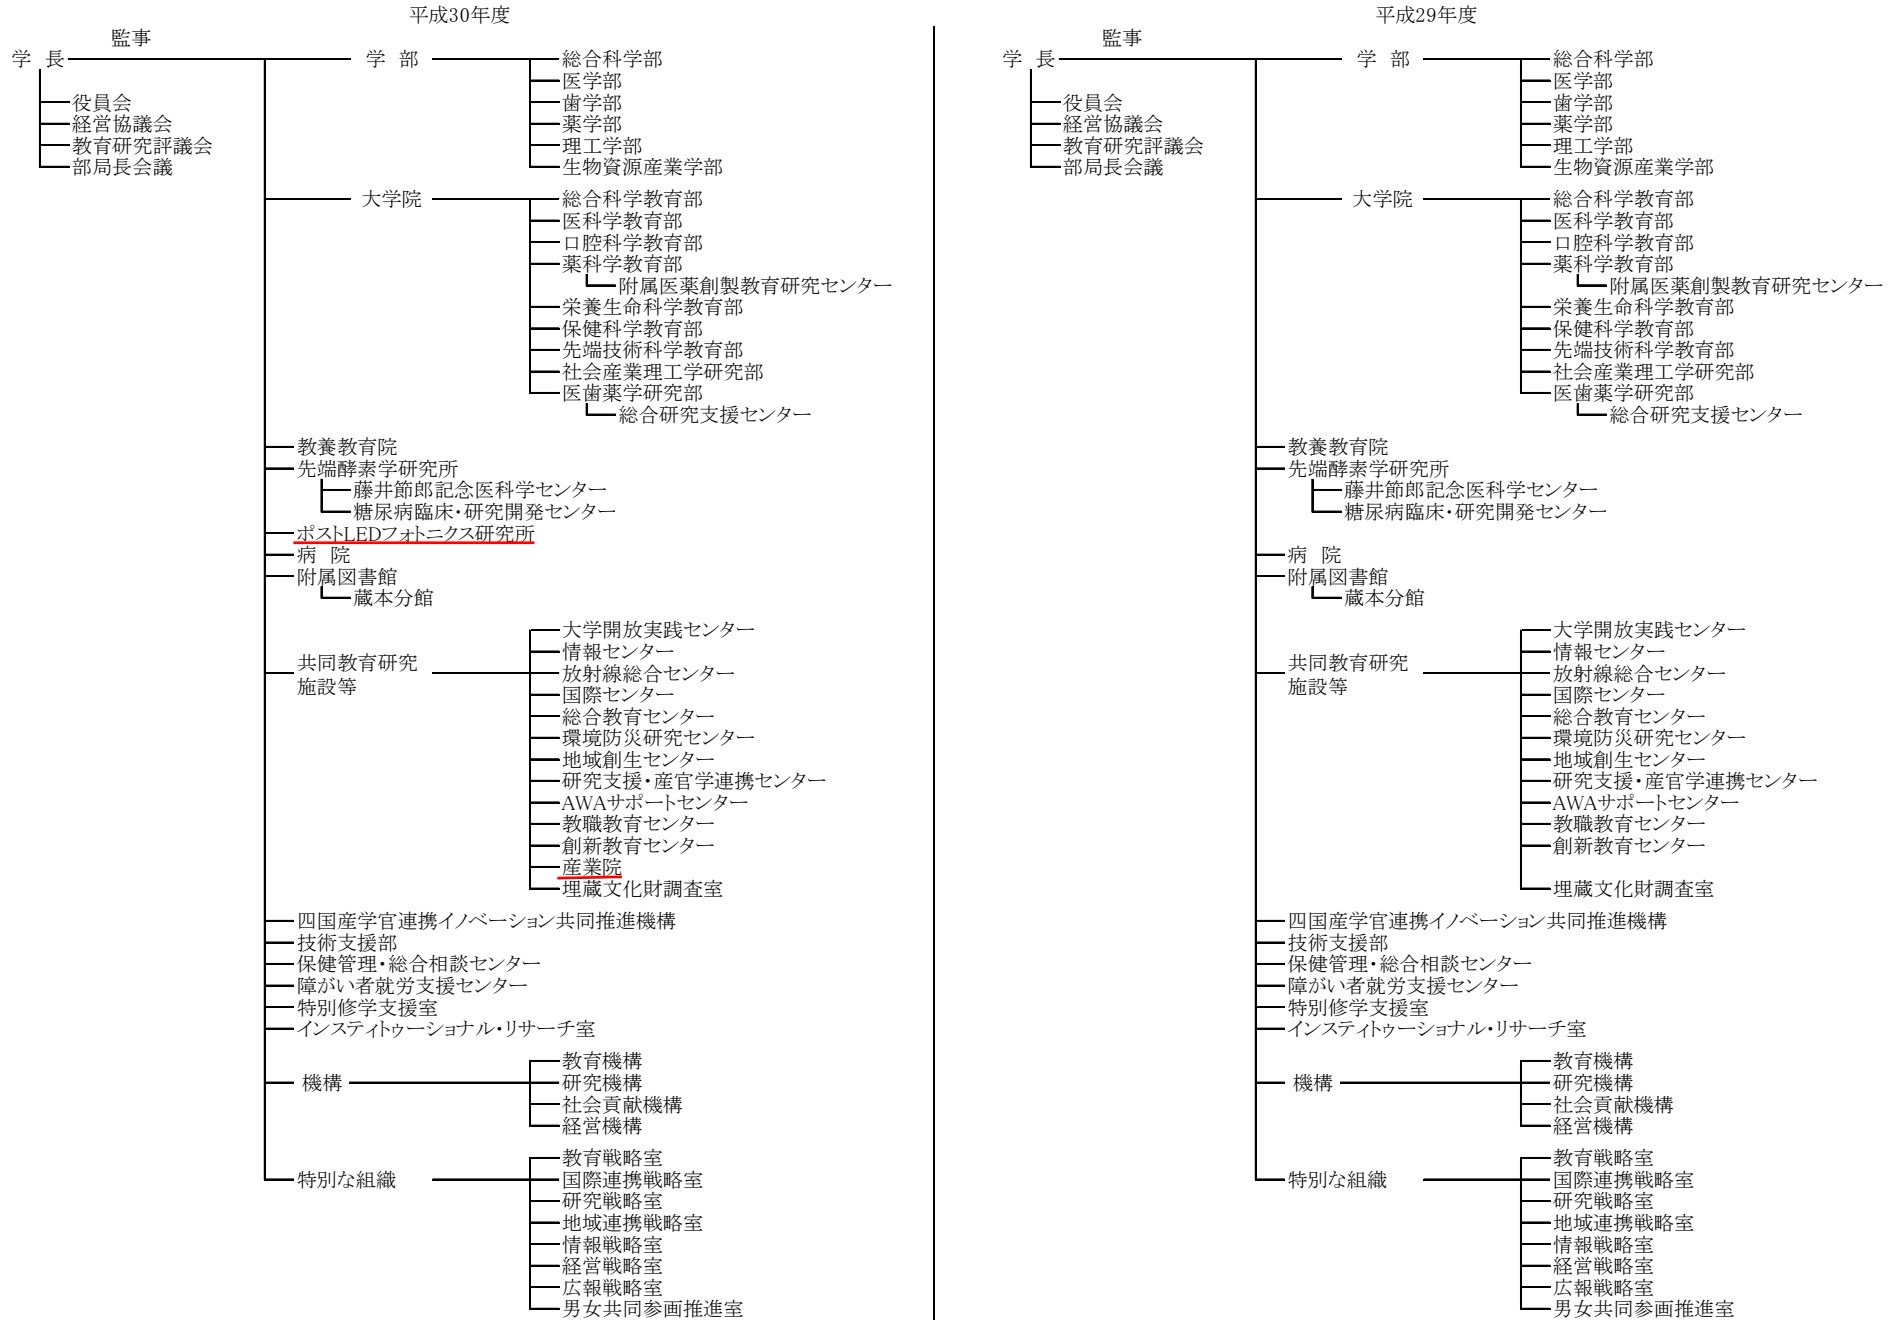 平成30年度
監事
学 長
学 部
総合科学部
医学部
歯学部
薬学部
理工学部
生物資源産業学部
役員会
経営協議会
教育研究評議会
部局長会議
大学院
総合科学教育部
医科学教育部
口腔科学教育部
薬科学教育部
附属医薬創製教育研究センター
栄養生命科学教育部
保健科学教育部
先端技術科学教育部
社会産業理工学研究部
医歯薬学研究部
総合研究支援センター
教養教育院
先端酵素学研究所
藤井節郎記念医科学センター
糖尿病臨床・研究開発センター
ポストLEDフォトニクス研究所
病 院
附属図書館
蔵本分館
共同教育研究
施設等
大学開放実践センター
情報センター
放射線総合センター
国際センター
総合教育センター
環境防災研究センター
地域創生センター
研究支援・産官学連携センター
AWAサポートセンター
教職教育センター
創新教育センター
産業院
埋蔵文化財調査室
四国産学官連携イノベーション共同推進機構
技術支援部
保健管理・総合相談センター
障がい者就労支援センター
特別修学支援室
インスティトゥーショナル・リサーチ室
機構
教育機構
研究機構
社会貢献機構
経営機構
特別な組織
教育戦略室
国際連携戦略室
研究戦略室
地域連携戦略室
情報戦略室
経営戦略室
広報戦略室
男女共同参画推進室
平成29年度
監事
学 長
学 部
総合科学部
医学部
歯学部
薬学部
理工学部
生物資源産業学部
役員会
経営協議会
教育研究評議会
部局長会議
大学院
総合科学教育部
医科学教育部
口腔科学教育部
薬科学教育部
附属医薬創製教育研究センター
栄養生命科学教育部
保健科学教育部
先端技術科学教育部
社会産業理工学研究部
医歯薬学研究部
総合研究支援センター
教養教育院
先端酵素学研究所
藤井節郎記念医科学センター
糖尿病臨床・研究開発センター
病 院
附属図書館
蔵本分館
共同教育研究
施設等
大学開放実践センター
情報センター
放射線総合センター
国際センター
総合教育センター
環境防災研究センター
地域創生センター
研究支援・産官学連携センター
AWAサポートセンター
教職教育センター
創新教育センター
埋蔵文化財調査室
四国産学官連携イノベーション共同推進機構
技術支援部
保健管理・総合相談センター
障がい者就労支援センター
特別修学支援室
インスティトゥーショナル・リサーチ室
機構
教育機構
研究機構
社会貢献機構
経営機構
特別な組織
教育戦略室
国際連携戦略室
研究戦略室
地域連携戦略室
情報戦略室
経営戦略室
広報戦略室
男女共同参画推進室